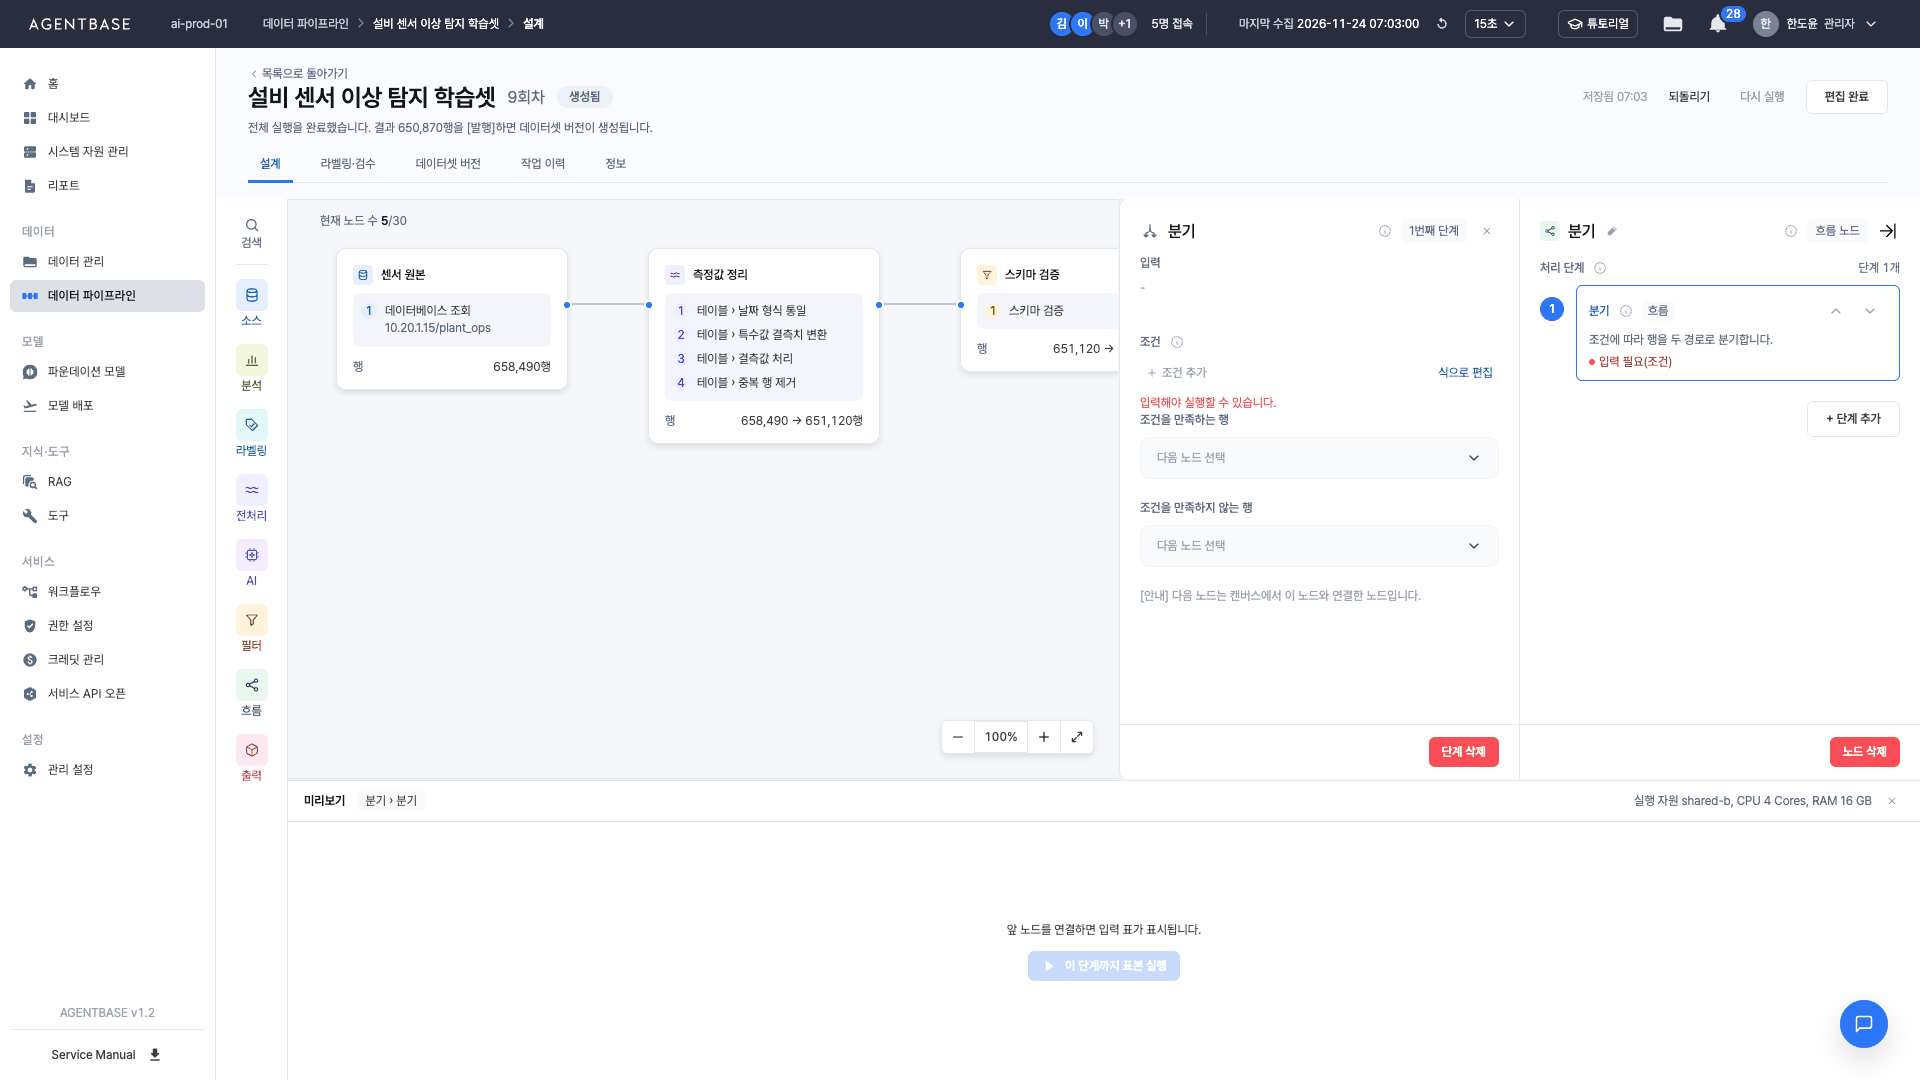 AGENTBASE
ai-prod-01
데이터 파이프라인 > 설비 센서 이상 탐지 학습셋 > 설계
김 이 박 +1 5명 접속
마지막 수집 2026-11-24 07:03:00
15초
튜토리얼
28
한 한도윤 관리자
홈
대시보드
시스템 자원 관리
리포트
데이터
데이터 관리
데이터 파이프라인
모델
파운데이션 모델
모델 배포
지식·도구
RAG
도구
서비스
워크플로우
권한 설정
크레딧 관리
서비스 API 오픈
설정
관리 설정
AGENTBASE v1.2
Service Manual
목록으로 돌아가기
설비 센서 이상 탐지 학습셋 9회차 생성됨
전체 실행을 완료했습니다. 결과 650,870행을 [발행]하면 데이터셋 버전이 생성됩니다.
저장됨 07:03 되돌리기 다시 실행 편집 완료
설계 라벨링·검수 데이터셋 버전 작업 이력 정보
검색
소스
분석
라벨링
전처리
AI
필터
흐름
출력
현재 노드 수 5/30
센서 원본
1 데이터베이스 조회
10.20.1.15/plant_ops
행 658,490행
측정값 정리
1 테이블 › 날짜 형식 통일
2 테이블 › 특수값 결측치 변환
3 테이블 › 결측값 처리
4 테이블 › 중복 행 제거
행 658,490 → 651,120행
스키마 검증
1 스키마 검증
행 651,120 →
100%
분기 1번째 단계
입력
-
조건
+ 조건 추가 식으로 편집
입력해야 실행할 수 있습니다.
조건을 만족하는 행
다음 노드 선택
조건을 만족하지 않는 행
다음 노드 선택
[안내] 다음 노드는 캔버스에서 이 노드와 연결한 노드입니다.
단계 삭제
분기 흐름 노드
처리 단계 단계 1개
1 분기 흐름
조건에 따라 행을 두 경로로 분기합니다.
입력 필요(조건)
+ 단계 추가
노드 삭제
미리보기 분기 › 분기
실행 자원 shared-b, CPU 4 Cores, RAM 16 GB
앞 노드를 연결하면 입력 표가 표시됩니다.
이 단계까지 표본 실행